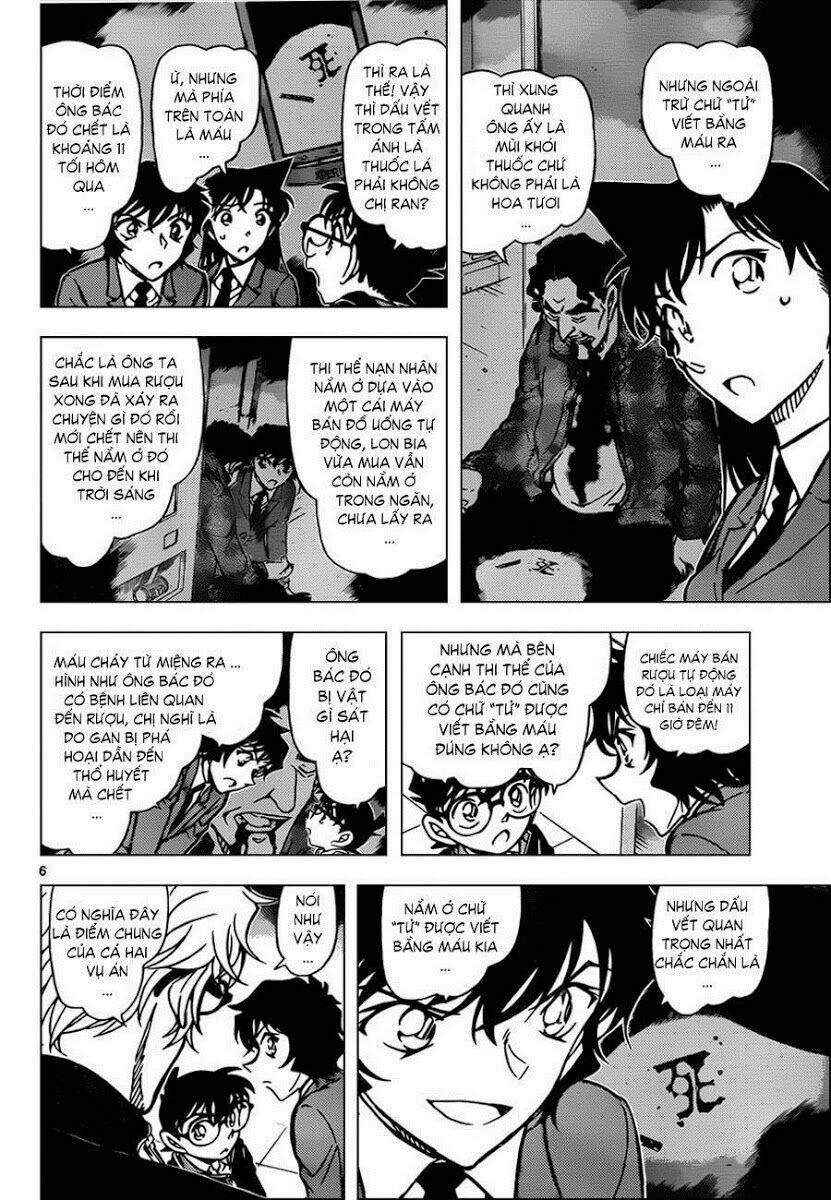 NHƯNG NGOÀI
TRỪ CHỮ "TỬ"
VIẾT BẰNG
MÁU RA
...
THÌ XUNG
QUANH
ÔNG ẤY LÀ
MÙI KHÓI
THUỐC CHỨ
KHÔNG PHẢI LÀ
HOA TƯƠI
THÌ RA LÀ
THẾ! VẬY
THÌ DẤU VẾT
TRONG TẤM
ẢNH LÀ
THUỐC LÁ
PHẢI KHÔNG
CHỊ RAN?
死
Ừ, NHƯNG
MÀ PHÍA
TRÊN TOÀN
LÀ MÁU
...
THỜI ĐIỂM
ÔNG BÁC
ĐÓ CHẾT LÀ
KHOẢNG 11
TỐI HÔM
QUA
...
死
THI THỂ NẠN NHÂN
NẰM Ở DỰA VÀO
MỘT CÁI MÁY
BÁN ĐỒ UỐNG TỰ
ĐỘNG, LON BIA
VỪA MUA VẪN
CÒN NẰM Ở
TRONG NGĂN,
CHƯA LẤY RA
...
CHẮC LÀ ÔNG TA
SAU KHI MUA RƯỢU
XONG ĐÃ XẢY RA
CHUYỆN GÌ ĐÓ RỒI
MỚI CHẾT NÊN THI
THỂ NẰM Ở ĐÓ
CHO ĐẾN KHI
TRỜI SÁNG
...
CHIẾC MÁY BÁN
RƯỢU TỰ ĐỘNG
ĐÓ LÀ LOẠI MÁY
CHỈ BÁN ĐẾN 11
GIỜ ĐÊM!
NHƯNG MÀ BÊN
CẠNH THI THỂ CỦA
ÔNG BÁC ĐÓ CŨNG
CÓ CHỮ "TỬ" ĐƯỢC
VIẾT BẰNG MÁU
ĐÚNG KHÔNG Ạ?
ÔNG
BÁC ĐÓ
BỊ VẬT
GÌ SÁT
HẠI
Ạ?
MÁU CHẢY TỪ MIỆNG RA ...
HÌNH NHƯ ÔNG BÁC ĐÓ
CÓ BỆNH LIÊN QUAN
ĐẾN RƯỢU, CHỊ NGHĨ LÀ
DO GAN BỊ PHÁ
HOẠI DẪN ĐẾN
THỔ HUYẾT
MÀ CHẾT
...
6
NHƯNG DẤU
VẾT QUAN
TRỌNG NHẤT
CHẮC CHẮN LÀ
...
NẰM Ở CHỮ
"TỬ" ĐƯỢC VIẾT
BẰNG MÁU KIA
...
死
NÓI
NHƯ
VẬY ...
CÓ NGHĨA ĐÂY
LÀ ĐIỂM CHUNG
CỦA CẢ HAI
VỤ ÁN
...